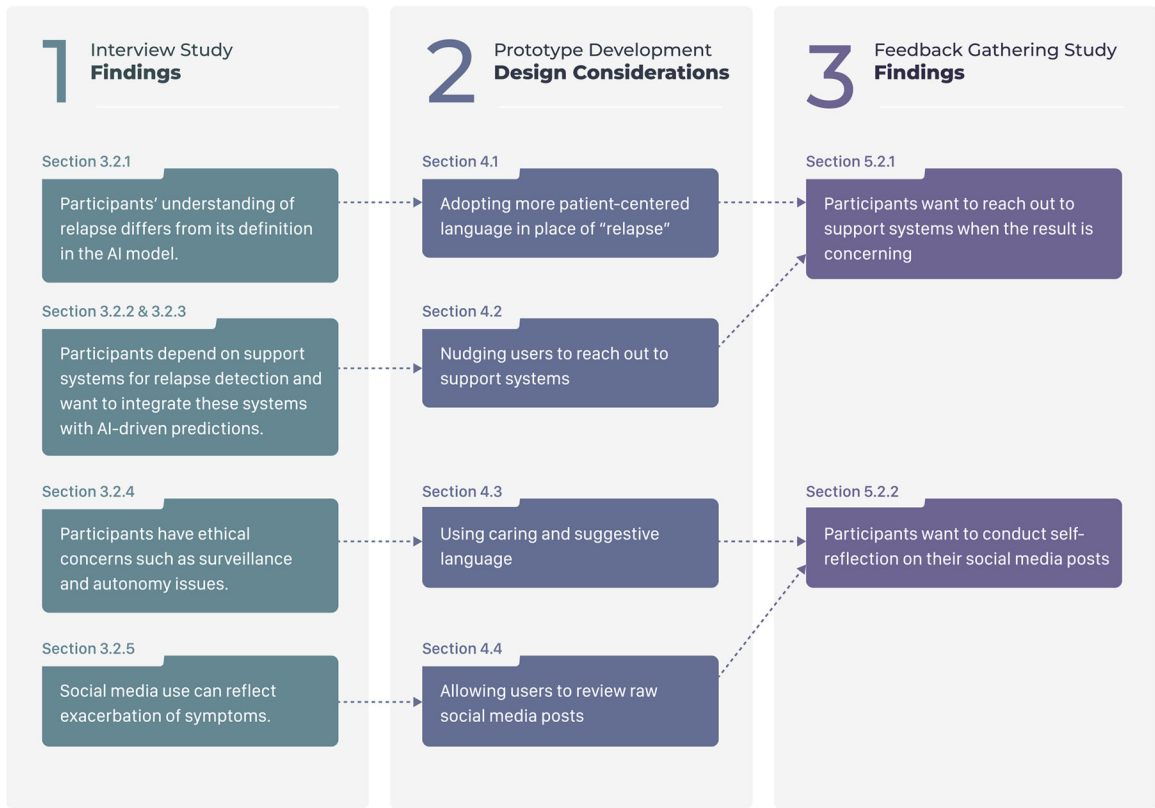 1
Interview Study
Findings
Section 3.2.1
Participants’ understanding of
relapse differs from its definition
in the AI model.
Section 3.2.2 & 3.2.3
Participants depend on support
systems for relapse detection and
want to integrate these systems
with AI-driven predictions.
Section 3.2.4
Participants have ethical
concerns such as surveillance
and autonomy issues.
Section 3.2.5
Social media use can reflect
exacerbation of symptoms.
2
Prototype Development
Design Considerations
Section 4.1
Adopting more patient-centered
language in place of “relapse”
Section 4.2
Nudging users to reach out to
support systems
Section 4.3
Using caring and suggestive
language
Section 4.4
Allowing users to review raw
social media posts
3
Feedback Gathering Study
Findings
Section 5.2.1
Participants want to reach out to
support systems when the result is
concerning
Section 5.2.2
Participants want to conduct self-
reflection on their social media posts